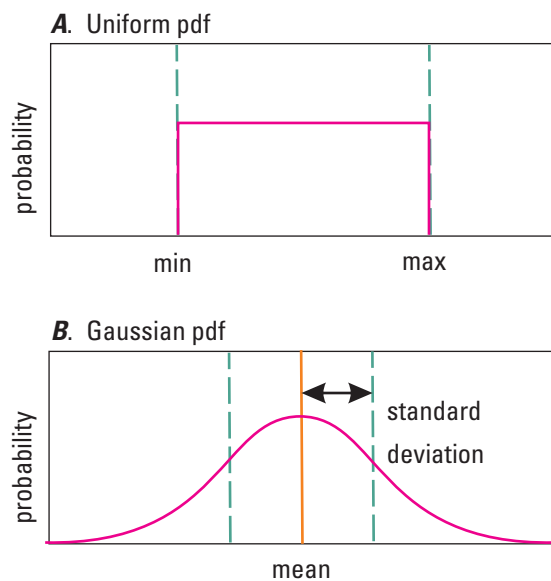 A. Uniform pdf
probability
min
max
B. Gaussian pdf
probability
standard
deviation
mean